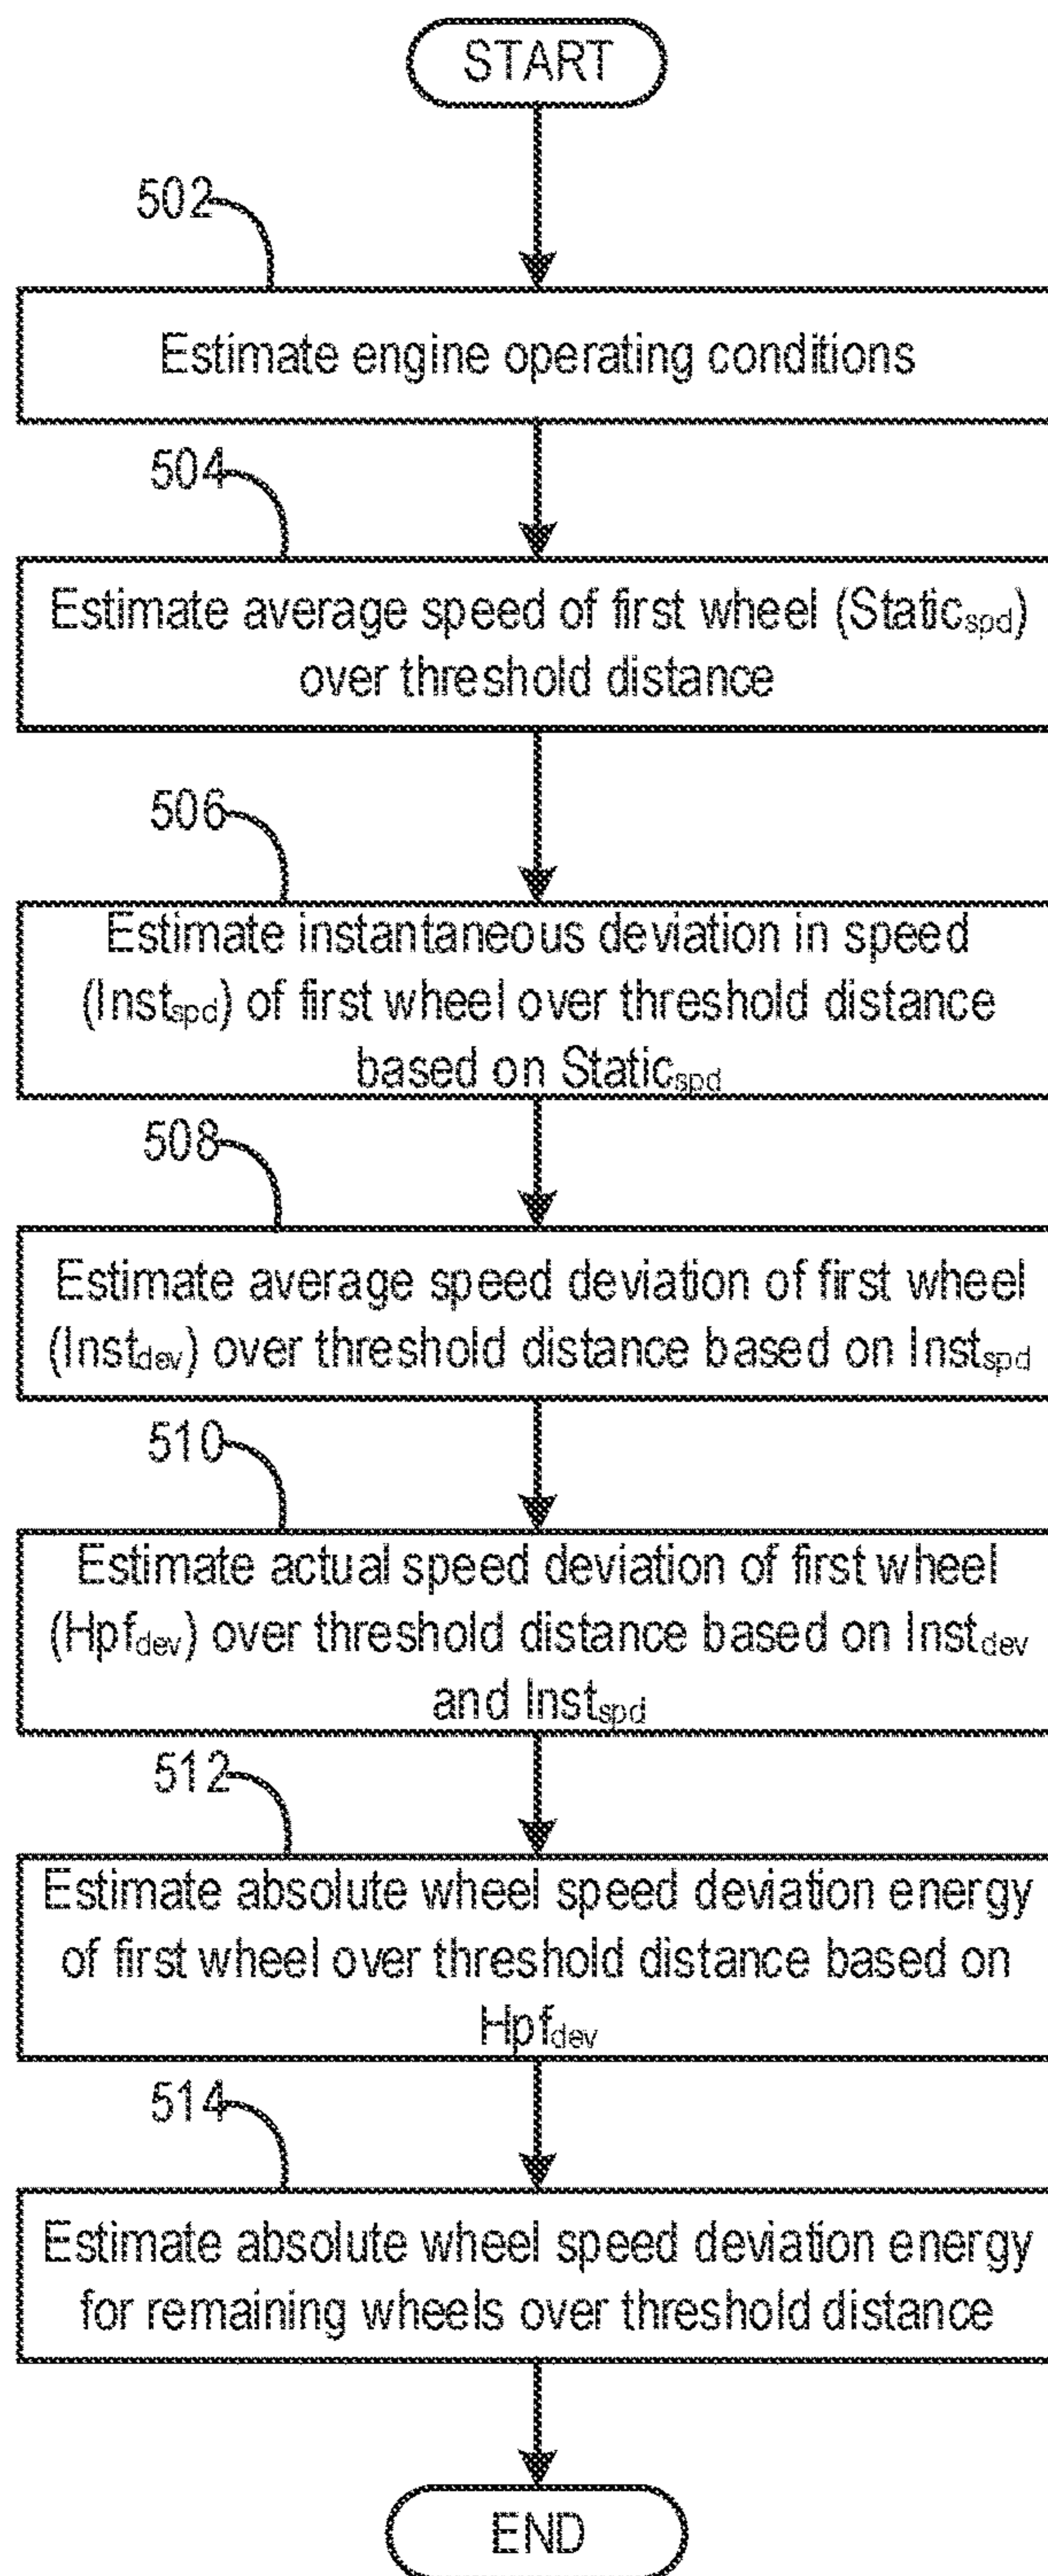 START
502
Estimate engine operating conditions
504
Estimate average speed of first wheel (Staticspd)
over threshold distance
506
Estimate instantaneous deviation in speed
(Instspd) of first wheel over threshold distance
based on Staticspd
508
Estimate average speed deviation of first wheel
(Instdev) over threshold distance based on Instspd
510
Estimate actual speed deviation of first wheel
(Hpfdev) over threshold distance based on Instdev
and Instspd
512
Estimate absolute wheel speed deviation energy
of first wheel over threshold distance based on
Hpfdev
514
Estimate absolute wheel speed deviation energy
for remaining wheels over threshold distance
END